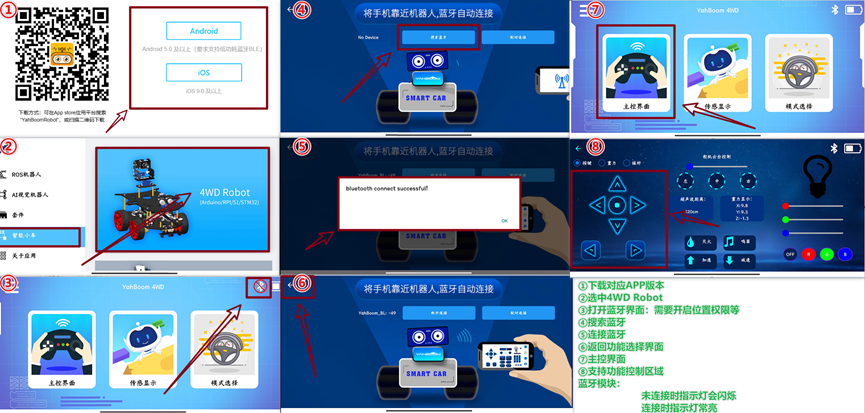 ①
Android
Android 5.0 及以上（要求支持低功耗蓝牙BLE）
iOS
iOS 9.0 及以上
下载方式：可在App store应用平台搜索
"YahBoomRobot"，或扫描二维码下载
②
ROS机器人
AI视觉机器人
套件
智能小车
关于应用
4WD Robot
(Arduino/RPI/51/STM32)
③
YahBoom 4WD
主控界面
传感显示
模式选择
④
将手机靠近机器人,蓝牙自动连接
No Device
搜索蓝牙
断开连接
SMART CAR
⑤
将手机靠近机器人,蓝牙自动连接
bluetooth connect successful!
OK
⑥
将手机靠近机器人,蓝牙自动连接
YahBoom_BL: -49
断开连接
SMART CAR
⑦
YahBoom 4WD
主控界面
传感显示
模式选择
⑧
舵机云台控制
按键
重力
摇杆
左
中
右
超声波距离:
120cm
重力显示:
X:9.8
Y:9.3
Z:-1.3
灭火
鸣笛
加速
减速
OFF
R
G
B
①下载对应APP版本
②选中4WD Robot
③打开蓝牙界面：需要开启位置权限等
④搜索蓝牙
⑤连接蓝牙
⑥返回功能选择界面
⑦主控界面
⑧支持功能控制区域
蓝牙模块：
未连接时指示灯会闪烁
连接时指示灯常亮